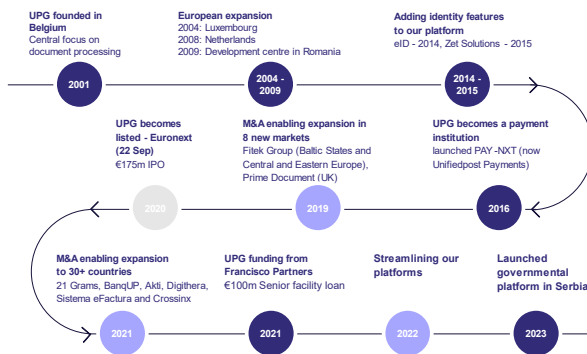 UPG founded in
Belgium
Central focus on
document processing
2001
European expansion
2004: Luxembourg
2008: Netherlands
2009: Development centre in Romania
2004 -
2009
Adding identity features
to our platform
eID - 2014, Zet Solutions - 2015
2014 -
2015
UPG becomes
listed - Euronext
(22 Sep)
€175m IPO
2020
M&A enabling expansion in
8 new markets
Fitek Group (Baltic States and
Central and Eastern Europe),
Prime Document (UK)
2019
UPG becomes a payment
institution
launched PAY-NXT (now
Unifiedpost Payments)
2016
M&A enabling expansion
to 30+ countries
21 Grams, BanqUP, Akti, Digithera,
Sistema eFactura and Crossinx
2021
UPG funding from
Francisco Partners
€100m Senior facility loan
2021
Streamlining our
platforms
2022
Launched
governmental
platform in Serbia
2023